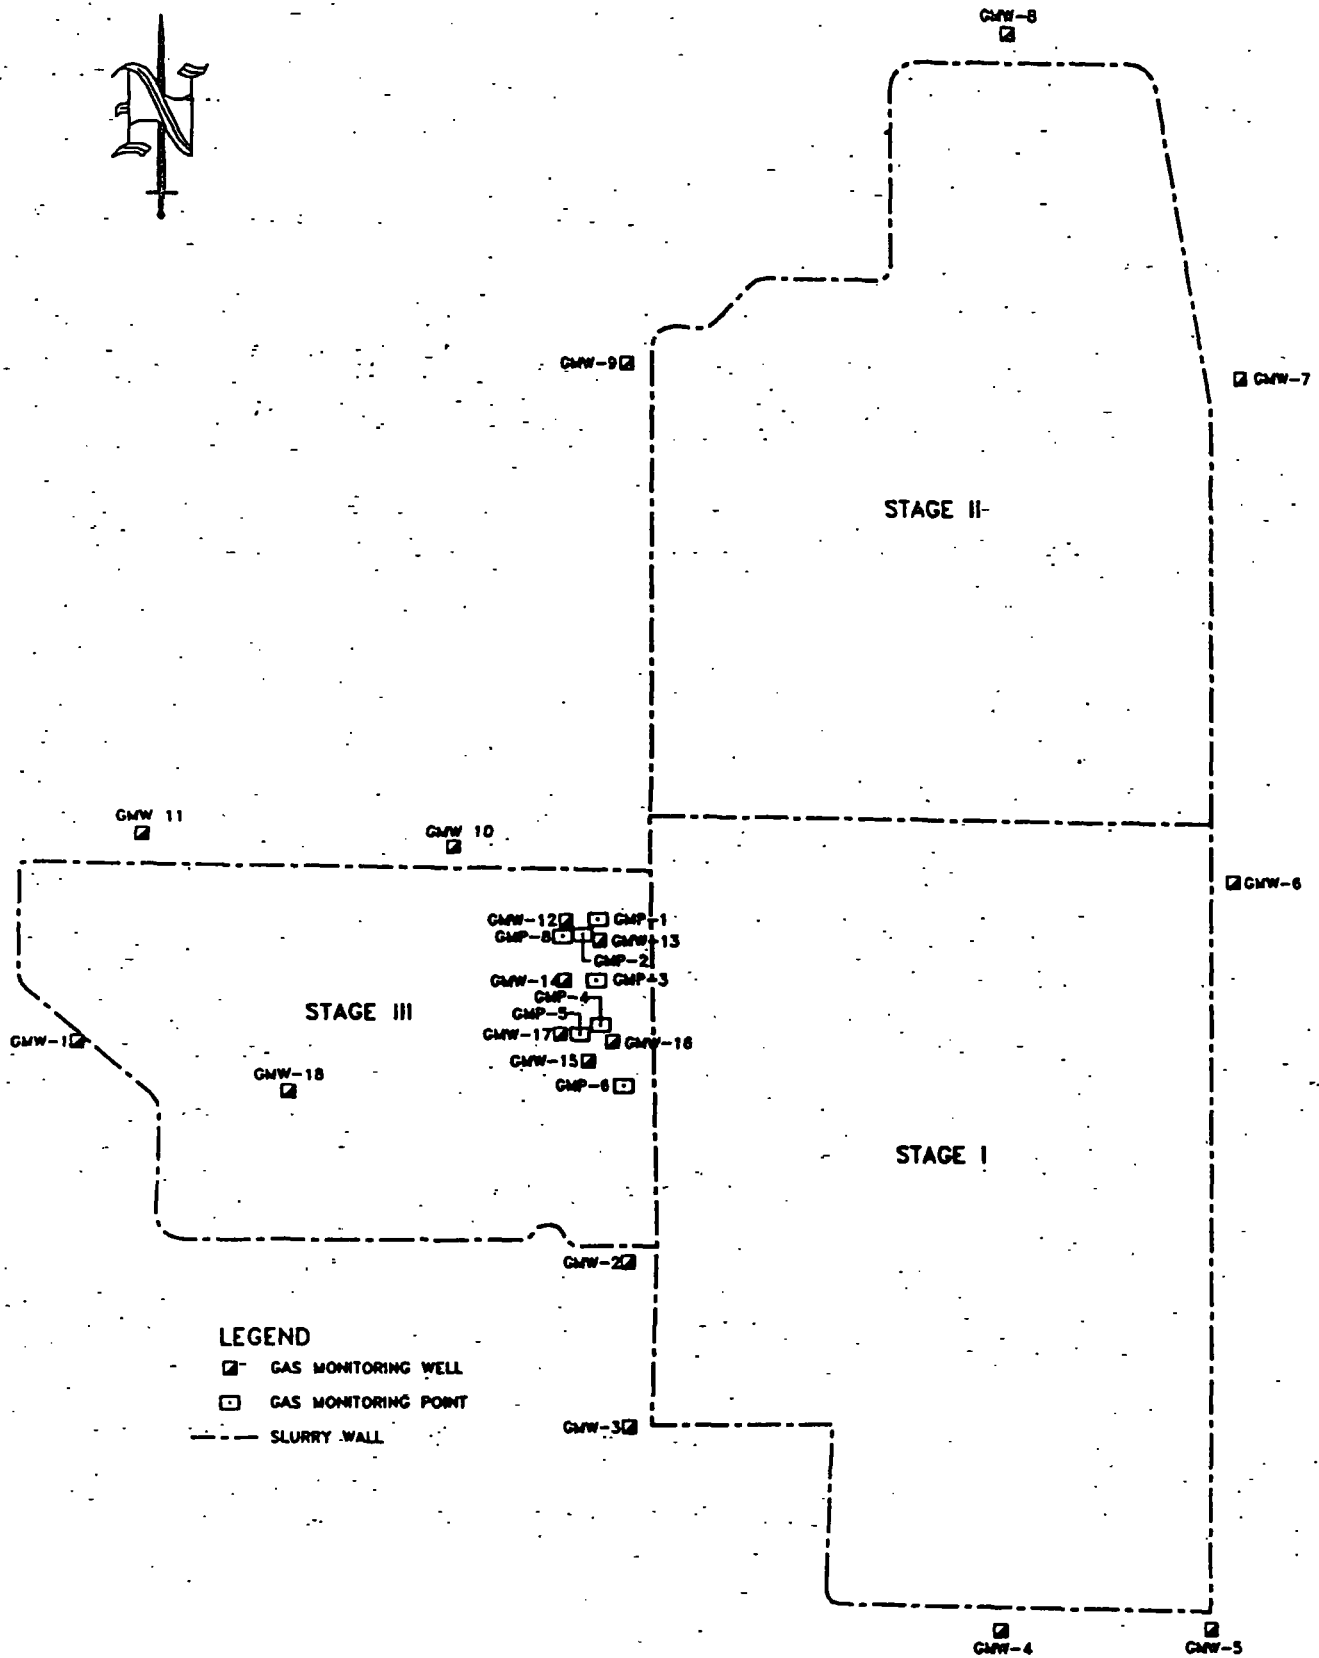 N
GMW-8
GMW-9
GMW-7
STAGE II
GMW 11
GMW 10
GMW-6
GMW-12
GMP-1
GMP-8
GMW-13
GMP-2
GMW-14
GMP-3
GMP-4
STAGE III
GMP-5
GMW-17
GMW-16
GMW-1
GMW-15
GMW-18
GMP-6
STAGE I
GMW-2
LEGEND
GAS MONITORING WELL
GAS MONITORING POINT
SLURRY WALL
GMW-3
GMW-4
GMW-5